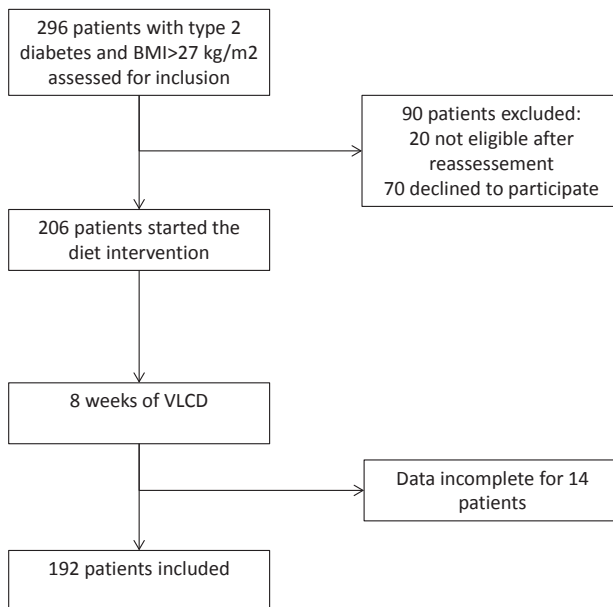 296 patients with type 2
diabetes and BMI>27 kg/m2
assessed for inclusion
90 patients excluded:
20 not eligible after
reassessement
70 declined to participate
206 patients started the
diet intervention
8 weeks of VLCD
Data incomplete for 14
patients
192 patients included